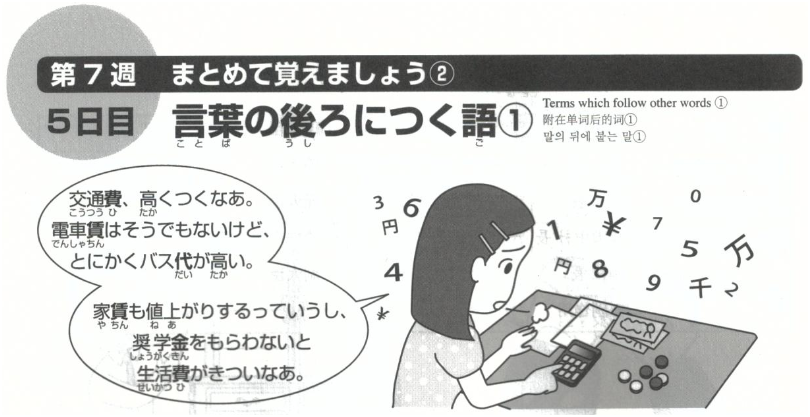 第7週 まとめて覚えましょう②
5日目 言葉の後ろにつく語①
ことば うし ご
Terms which follow other words ①
附在单词后的词①
말의 뒤에 붙는 말①
交通費、高くつくなあ。
こうつうひ たか
電車賃はそうでもないけど、
でんしゃちん
とにかくバス代が高い。
だい たか
家賃も値上がりするっていうし、
やちん ねあ
奨学金をもらわないと
しょうがくきん
生活費がきついなあ。
せいかつひ
3 6 円 4 ¥
万 0 1 ¥ 7 5 万 円 8 9 千 2